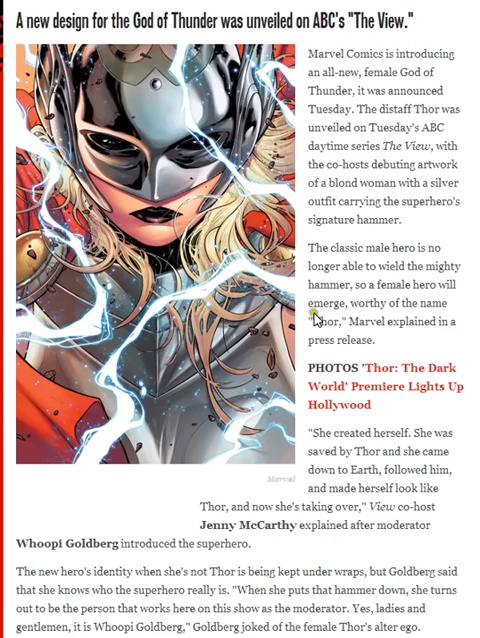 A new design for the God of Thunder was unveiled on ABC's "The View."
Marvel Comics is introducing
an all-new, female God of
Thunder, it was announced
Tuesday. The distaff Thor was
unveiled on Tuesday's ABC
daytime series The View, with
the co-hosts debuting artwork
of a blond woman with a silver
outfit carrying the superhero's
signature hammer.
The classic male hero is no
longer able to wield the mighty
hammer, so a female hero will
emerge, worthy of the name
"Thor," Marvel explained in a
press release.
PHOTOS 'Thor: The Dark
World' Premiere Lights Up
Hollywood
"She created herself. She was
saved by Thor and she came
down to Earth, followed him,
and made herself look like
Marvel
Thor, and now she's taking over," View co-host
Jenny McCarthy explained after moderator
Whoopi Goldberg introduced the superhero.
The new hero's identity when she's not Thor is being kept under wraps, but Goldberg said
that she knows who the superhero really is. "When she puts that hammer down, she turns
out to be the person that works here on this show as the moderator. Yes, ladies and
gentlemen, it is Whoopi Goldberg," Goldberg joked of the female Thor's alter ego.